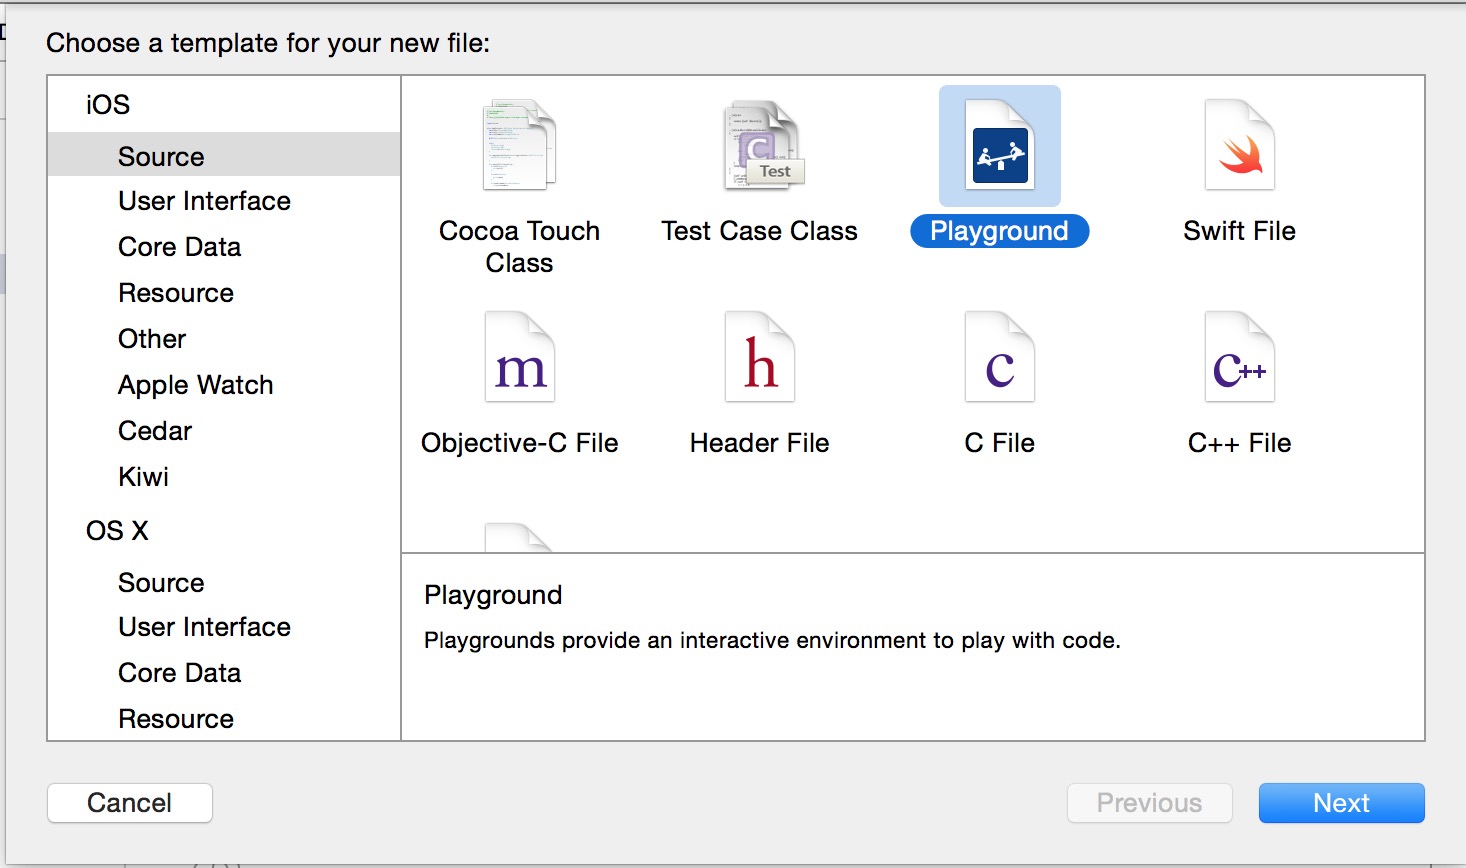 Choose a template for your new file:
iOS
Source
User Interface
Core Data
Resource
Other
Apple Watch
Cedar
Kiwi
OS X
Source
User Interface
Core Data
Resource
C
Test
Cocoa Touch
Class
Test Case Class
Playground
Swift File
m
h
c
C++
Objective-C File
Header File
C File
C++ File
Playground
Playgrounds provide an interactive environment to play with code.
Cancel
Previous
Next